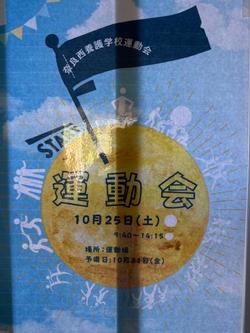 奈良西養護学校運動会
START
運動会
10月25日(土)
9:40〜14:15
場所:運動場
予備日:10月31日(金)